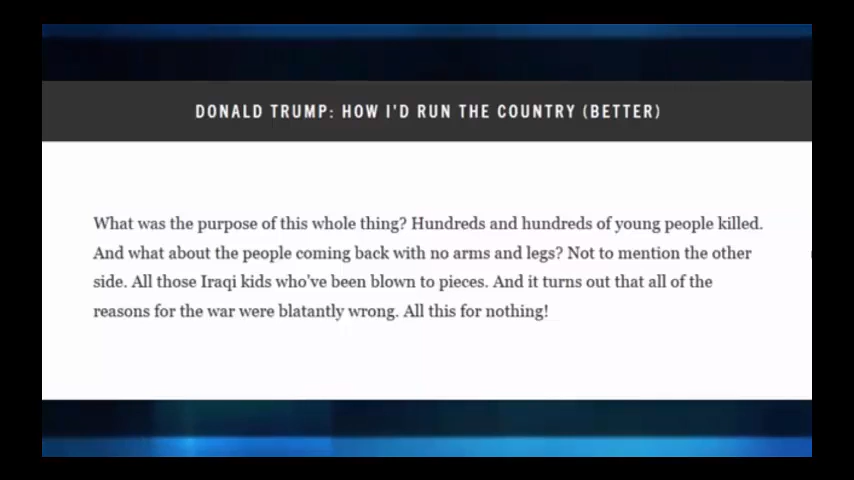 DONALD TRUMP: HOW I'D RUN THE COUNTRY (BETTER)
What was the purpose of this whole thing? Hundreds and hundreds of young people killed.
And what about the people coming back with no arms and legs? Not to mention the other
side. All those Iraqi kids who've been blown to pieces. And it turns out that all of the
reasons for the war were blatantly wrong. All this for nothing!